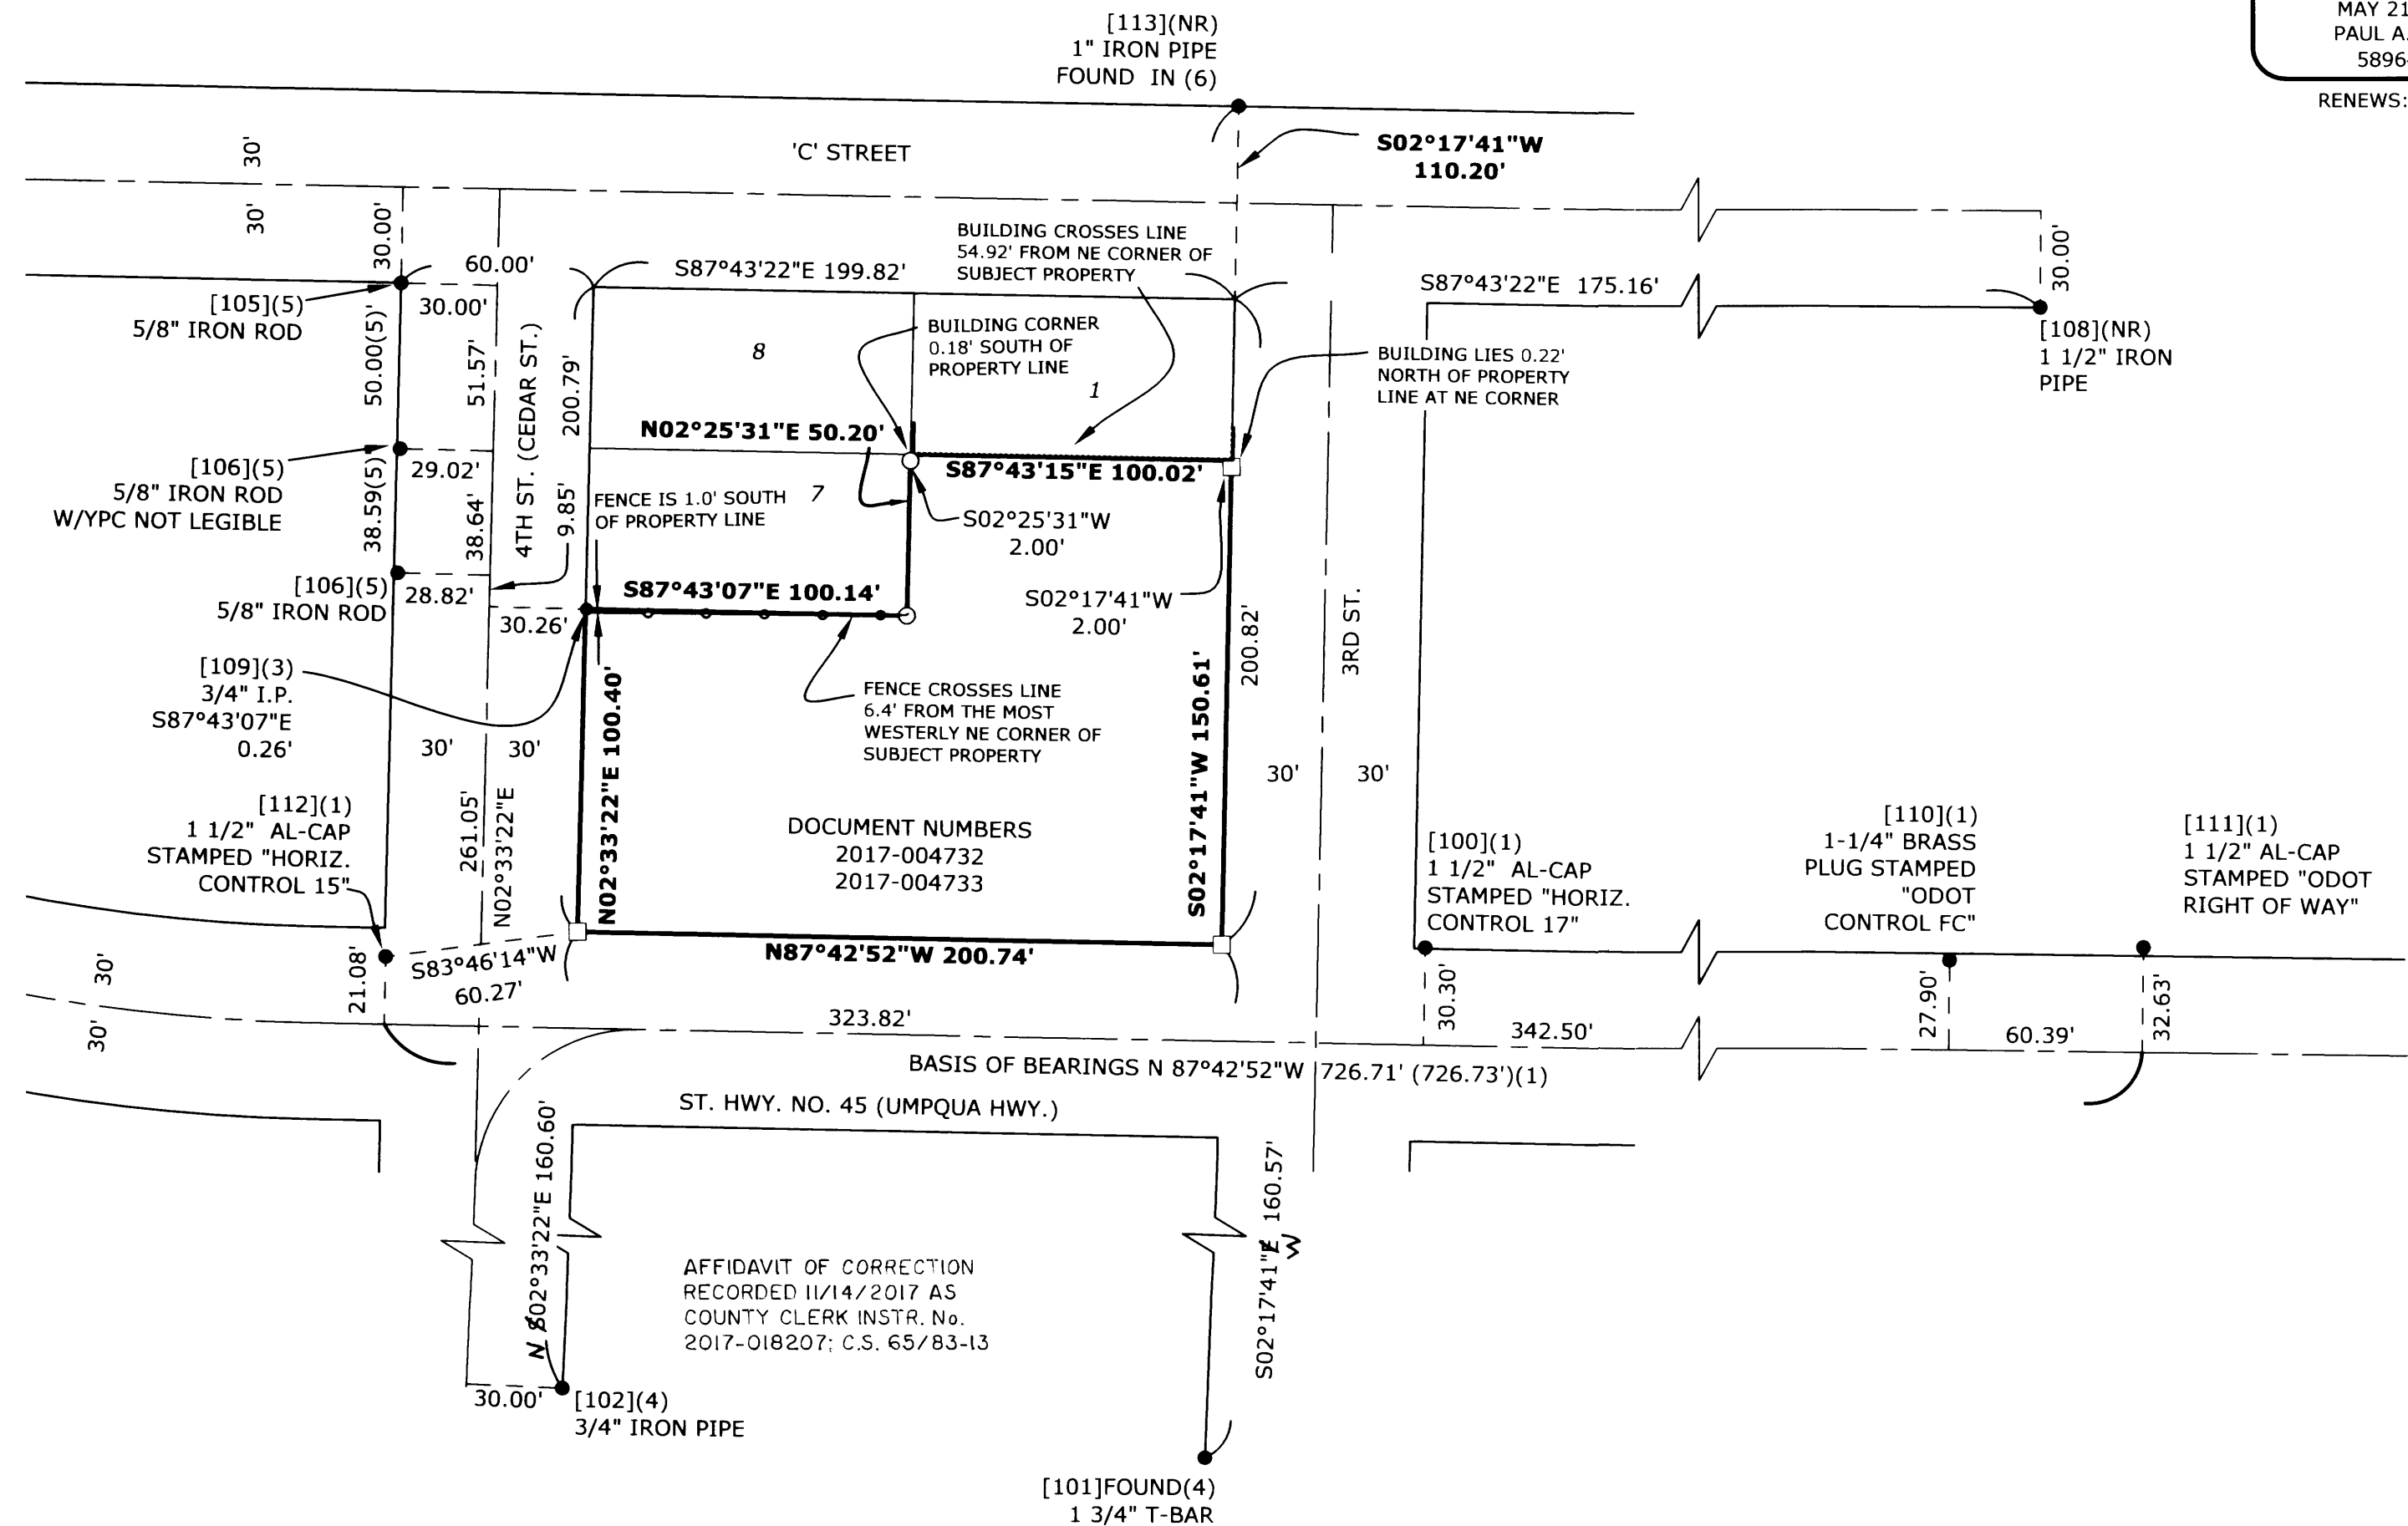 [113](NR)
1" IRON PIPE
FOUND IN (6)
MAY 21
PAUL A.
5896
RENEWS:
30'
'C' STREET
S02°17'41"W
110.20'
30'
30.00'
60.00'
S87°43'22"E 199.82'
BUILDING CROSSES LINE
54.92' FROM NE CORNER OF
SUBJECT PROPERTY
S87°43'22"E 175.16'
30.00'
[105](5)
5/8" IRON ROD
30.00'
50.00(5)'
51.57'
4TH ST. (CEDAR ST.)
200.79'
8
BUILDING CORNER
0.18' SOUTH OF
PROPERTY LINE
1
BUILDING LIES 0.22'
NORTH OF PROPERTY
LINE AT NE CORNER
[108](NR)
1 1/2" IRON
PIPE
N02°25'31"E 50.20'
S87°43'15"E 100.02'
[106](5)
5/8" IRON ROD
W/YPC NOT LEGIBLE
29.02'
38.59(5)
38.64'
9.85'
FENCE IS 1.0' SOUTH
OF PROPERTY LINE
7
S02°25'31"W
2.00'
[106](5)
5/8" IRON ROD
28.82'
S87°43'07"E 100.14'
30.26'
S02°17'41"W
2.00'
200.82'
3RD ST.
[109](3)
3/4" I.P.
S87°43'07"E
0.26'
30'
30'
N02°33'22"E 100.40'
FENCE CROSSES LINE
6.4' FROM THE MOST
WESTERLY NE CORNER OF
SUBJECT PROPERTY
S02°17'41"W 150.61'
30'
30'
[112](1)
1 1/2" AL-CAP
STAMPED "HORIZ.
CONTROL 15"
261.05'
N02°33'22"E
DOCUMENT NUMBERS
2017-004732
2017-004733
[100](1)
1 1/2" AL-CAP
STAMPED "HORIZ.
CONTROL 17"
[110](1)
1-1/4" BRASS
PLUG STAMPED
"ODOT
CONTROL FC"
[111](1)
1 1/2" AL-CAP
STAMPED "ODOT
RIGHT OF WAY"
30'
21.08'
S83°46'14"W
60.27'
N87°42'52"W 200.74'
30.30'
27.90'
32.63'
30'
323.82'
342.50'
60.39'
BASIS OF BEARINGS N 87°42'52"W 726.71' (726.73')(1)
ST. HWY. NO. 45 (UMPQUA HWY.)
N S02°33'22"E 160.60'
S02°17'41"E 160.57'
W
AFFIDAVIT OF CORRECTION
RECORDED 11/14/2017 AS
COUNTY CLERK INSTR. No.
2017-018207; C.S. 65/83-13
30.00'
[102](4)
3/4" IRON PIPE
[101]FOUND(4)
1 3/4" T-BAR